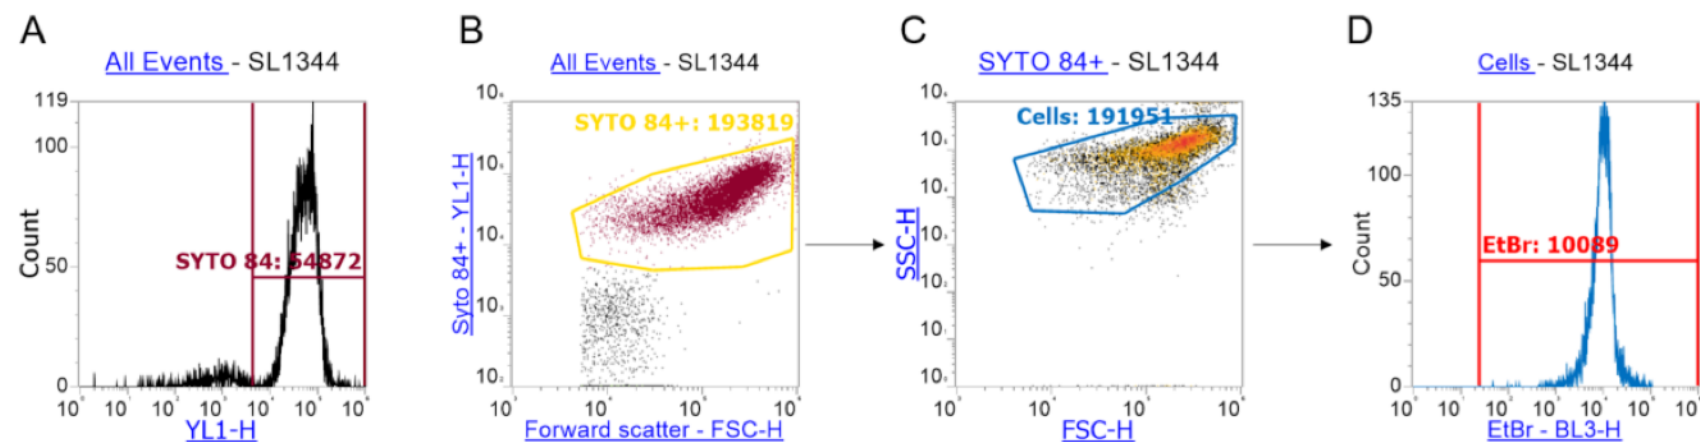 A
All Events - SL1344
119
100
50
0
Count
SYTO 84: 54872
YL1-H
B
All Events - SL1344
SYTO 84+: 193819
Syto 84+ - YL1-H
Forward scatter - FSC-H
C
SYTO 84+ - SL1344
Cells: 191951
SSC-H
FSC-H
D
Cells - SL1344
135
100
50
0
Count
EtBr: 10089
EtBr - BL3-H